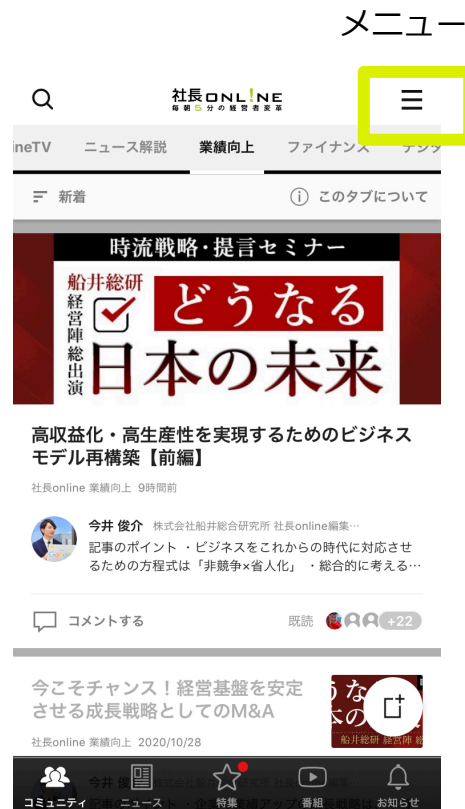 メニュー
社長ONL!NE
毎朝5分の経営者変革
ineTV ニュース解説 業績向上 ファイナンス デジタ
新着 このタブについて
時流戦略・提言セミナー
船井総研
経営陣総出演
どうなる
日本の未来
高収益化・高生産性を実現するためのビジネス
モデル再構築【前編】
社長online 業績向上 9時間前
今井 俊介 株式会社船井総合研究所 社長online編集…
記事のポイント ・ビジネスをこれからの時代に対応させ
るための方程式は「非競争×省人化」 ・総合的に考える…
コメントする 既読 +22
今こそチャンス！経営基盤を安定
させる成長戦略としてのM&A
社長online 業績向上 2020/10/28
うな
本の
船井総研 経営陣 総
コミュニティ ニュース 特集 番組 お知らせ